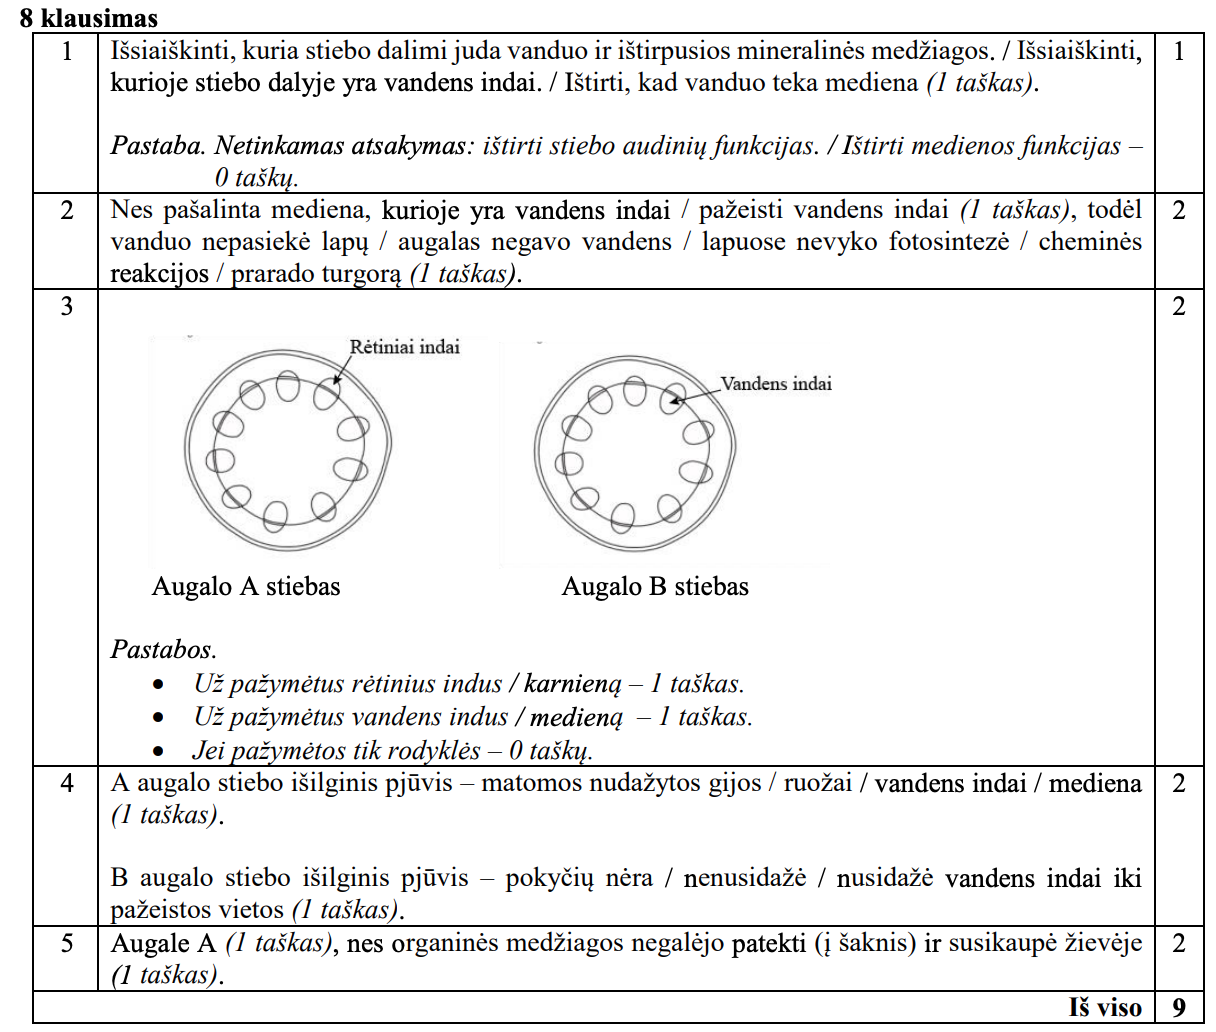 8 klausimas
1 Išsiaiškinti, kuria stiebo dalimi juda vanduo ir ištirpusios mineralinės medžiagos. / Išsiaiškinti, 1
kurioje stiebo dalyje yra vandens indai. / Ištirti, kad vanduo teka mediena (1 taškas).
Pastaba. Netinkamas atsakymas: ištirti stiebo audinių funkcijas. / Ištirti medienos funkcijas –
0 taškų.
2 Nes pašalinta mediena, kurioje yra vandens indai / pažeisti vandens indai (1 taškas), todėl 2
vanduo nepasiekė lapų / augalas negavo vandens / lapuose nevyko fotosintezė / cheminės
reakcijos / prarado turgorą (1 taškas).
3 2
Rėtiniai indai
Vandens indai
Augalo A stiebas Augalo B stiebas
Pastabos.
• Už pažymėtus rėtinius indus / karnieną – 1 taškas.
• Už pažymėtus vandens indus / medieną – 1 taškas.
• Jei pažymėtos tik rodyklės – 0 taškų.
4 A augalo stiebo išilginis pjūvis – matomos nudažytos gijos / ruožai / vandens indai / mediena 2
(1 taškas).
B augalo stiebo išilginis pjūvis – pokyčių nėra / nenusidažė / nusidažė vandens indai iki
pažeistos vietos (1 taškas).
5 Augale A (1 taškas), nes organinės medžiagos negalėjo patekti (į šaknis) ir susikaupė žievėje 2
(1 taškas).
Iš viso 9